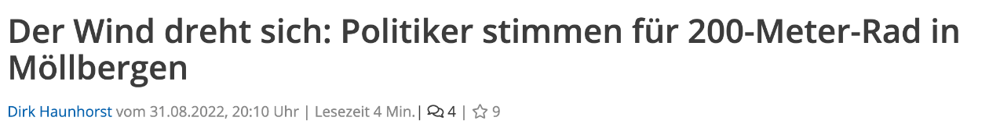 Der Wind dreht sich: Politiker stimmen für 200-Meter-Rad in
Möllbergen
Dirk Haunhorst vom 31.08.2022, 20:10 Uhr | Lesezeit 4 Min.| 4 | 9